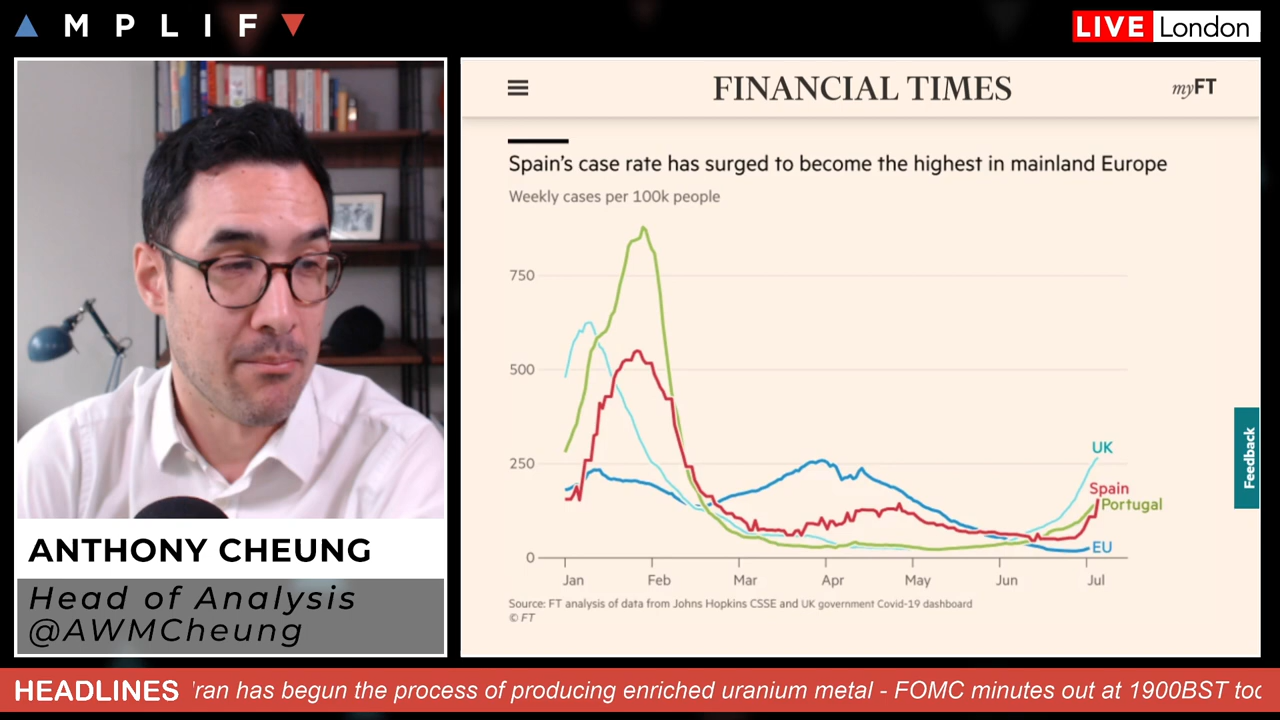 AMPLIFY
LIVE London
FINANCIAL TIMES
myFT
Spain's case rate has surged to become the highest in mainland Europe
Weekly cases per 100k people
750
500
250
0
UK
Spain
Portugal
EU
Jan Feb Mar Apr May Jun Jul
Source: FT analysis of data from Johns Hopkins CSSE and UK government Covid-19 dashboard
© FT
Feedback
ANTHONY CHEUNG
Head of Analysis
@AWMCheung
HEADLINES 'ran has begun the process of producing enriched uranium metal - FOMC minutes out at 1900BST